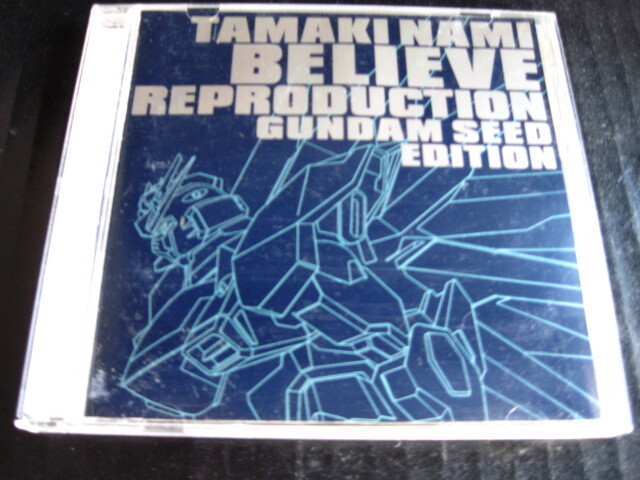 TAMAKI NAMI
BELIEVE
REPRODUCTION
GUNDAM SEED
EDITION